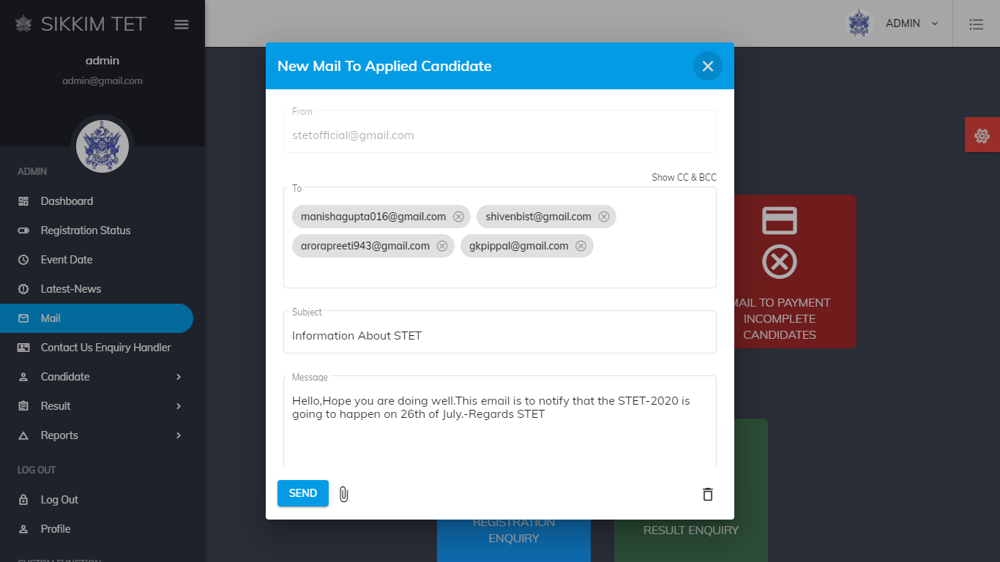 SIKKIM TET
admin
admin@gmail.com
ADMIN
Dashboard
Registration Status
Event Date
Latest-News
Mail
Contact Us Enquiry Handler
Candidate
Result
Reports
LOG OUT
Log Out
Profile
CUSTOM FUNCTION
ADMIN
New Mail To Applied Candidate
From
stetofficial@gmail.com
Show CC & BCC
To
manishagupta016@gmail.com
shivenbist@gmail.com
arorapreeti943@gmail.com
gkpippal@gmail.com
Subject
Information About STET
Message
Hello,Hope you are doing well.This email is to notify that the STET-2020 is
going to happen on 26th of July.-Regards STET
SEND
MAIL TO PAYMENT
INCOMPLETE
CANDIDATES
REGISTRATION
ENQUIRY
RESULT ENQUIRY